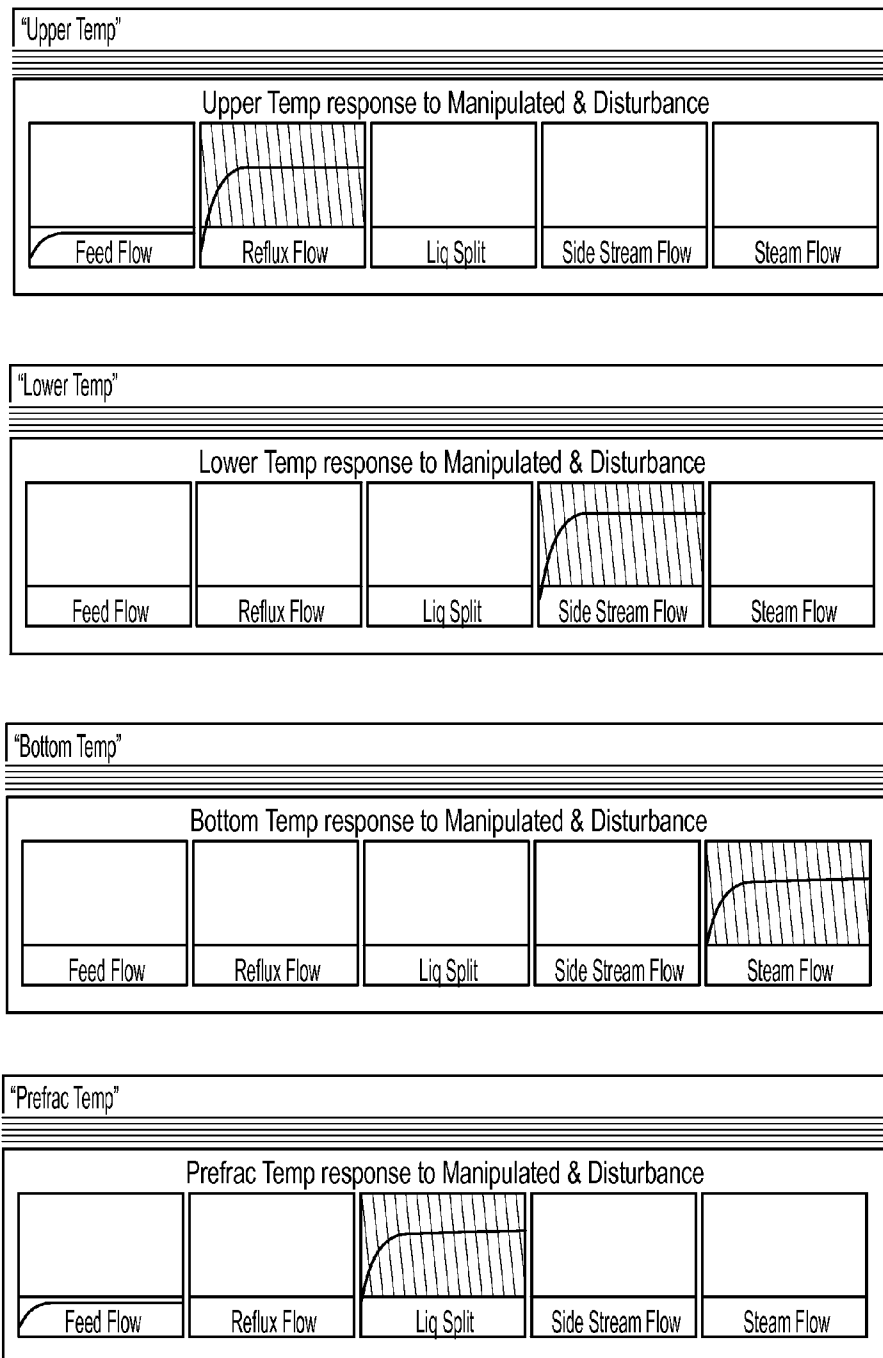 “Upper Temp”
Upper Temp response to Manipulated & Disturbance
Feed Flow
Reflux Flow
Liq Split
Side Stream Flow
Steam Flow
“Lower Temp”
Lower Temp response to Manipulated & Disturbance
Feed Flow
Reflux Flow
Liq Split
Side Stream Flow
Steam Flow
“Bottom Temp”
Bottom Temp response to Manipulated & Disturbance
Feed Flow
Reflux Flow
Liq Split
Side Stream Flow
Steam Flow
“Prefrac Temp”
Prefrac Temp response to Manipulated & Disturbance
Feed Flow
Reflux Flow
Liq Split
Side Stream Flow
Steam Flow